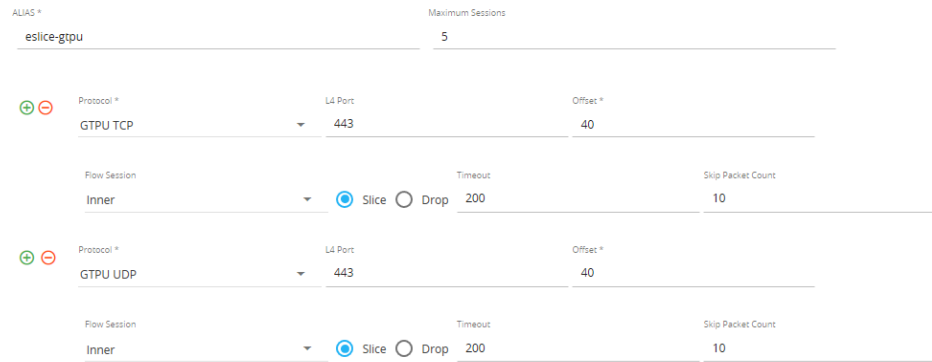 ALIAS * Maximum Sessions
eslice-gtpu 5
Protocol * L4 Port Offset *
GTPU TCP 443 40
Flow Session Timeout Skip Packet Count
Inner Slice Drop 200 10
Protocol * L4 Port Offset *
GTPU UDP 443 40
Flow Session Timeout Skip Packet Count
Inner Slice Drop 200 10